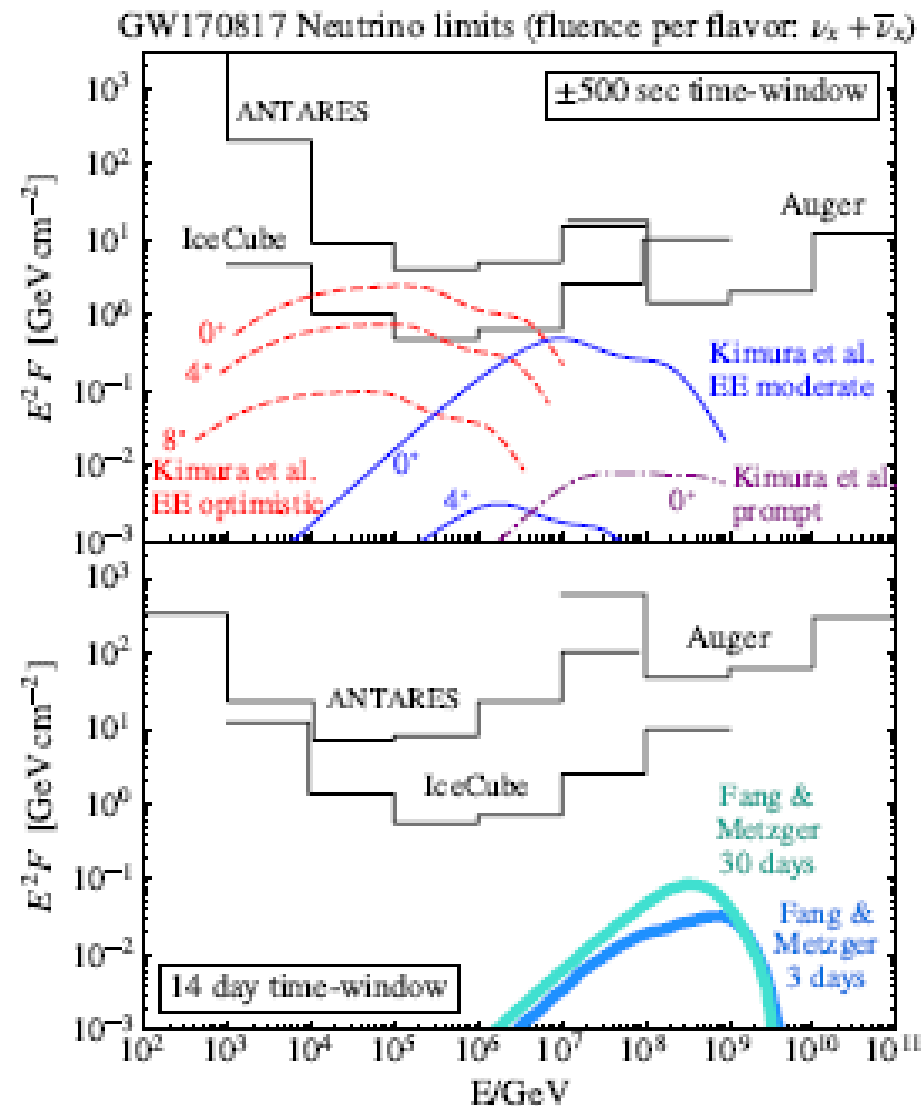 GW170817 Neutrino limits (fluence per flavor: νₓ + ν̄ₓ)
±500 sec time-window
ANTARES
Auger
IceCube
0°
4°
8°
Kimura et al.
EE optimistic
Kimura et al.
EE moderate
0°
4°
Kimura et al
prompt
0°
E²F [GeV cm⁻²]
10³
10²
10¹
10⁰
10⁻¹
10⁻²
10⁻³
Auger
ANTARES
IceCube
Fang &
Metzger
30 days
Fang &
Metzger
3 days
14 day time-window
E²F [GeV cm⁻²]
10³
10²
10¹
10⁰
10⁻¹
10⁻²
10⁻³
10² 10³ 10⁴ 10⁵ 10⁶ 10⁷ 10⁸ 10⁹ 10¹⁰ 10¹¹
E/GeV